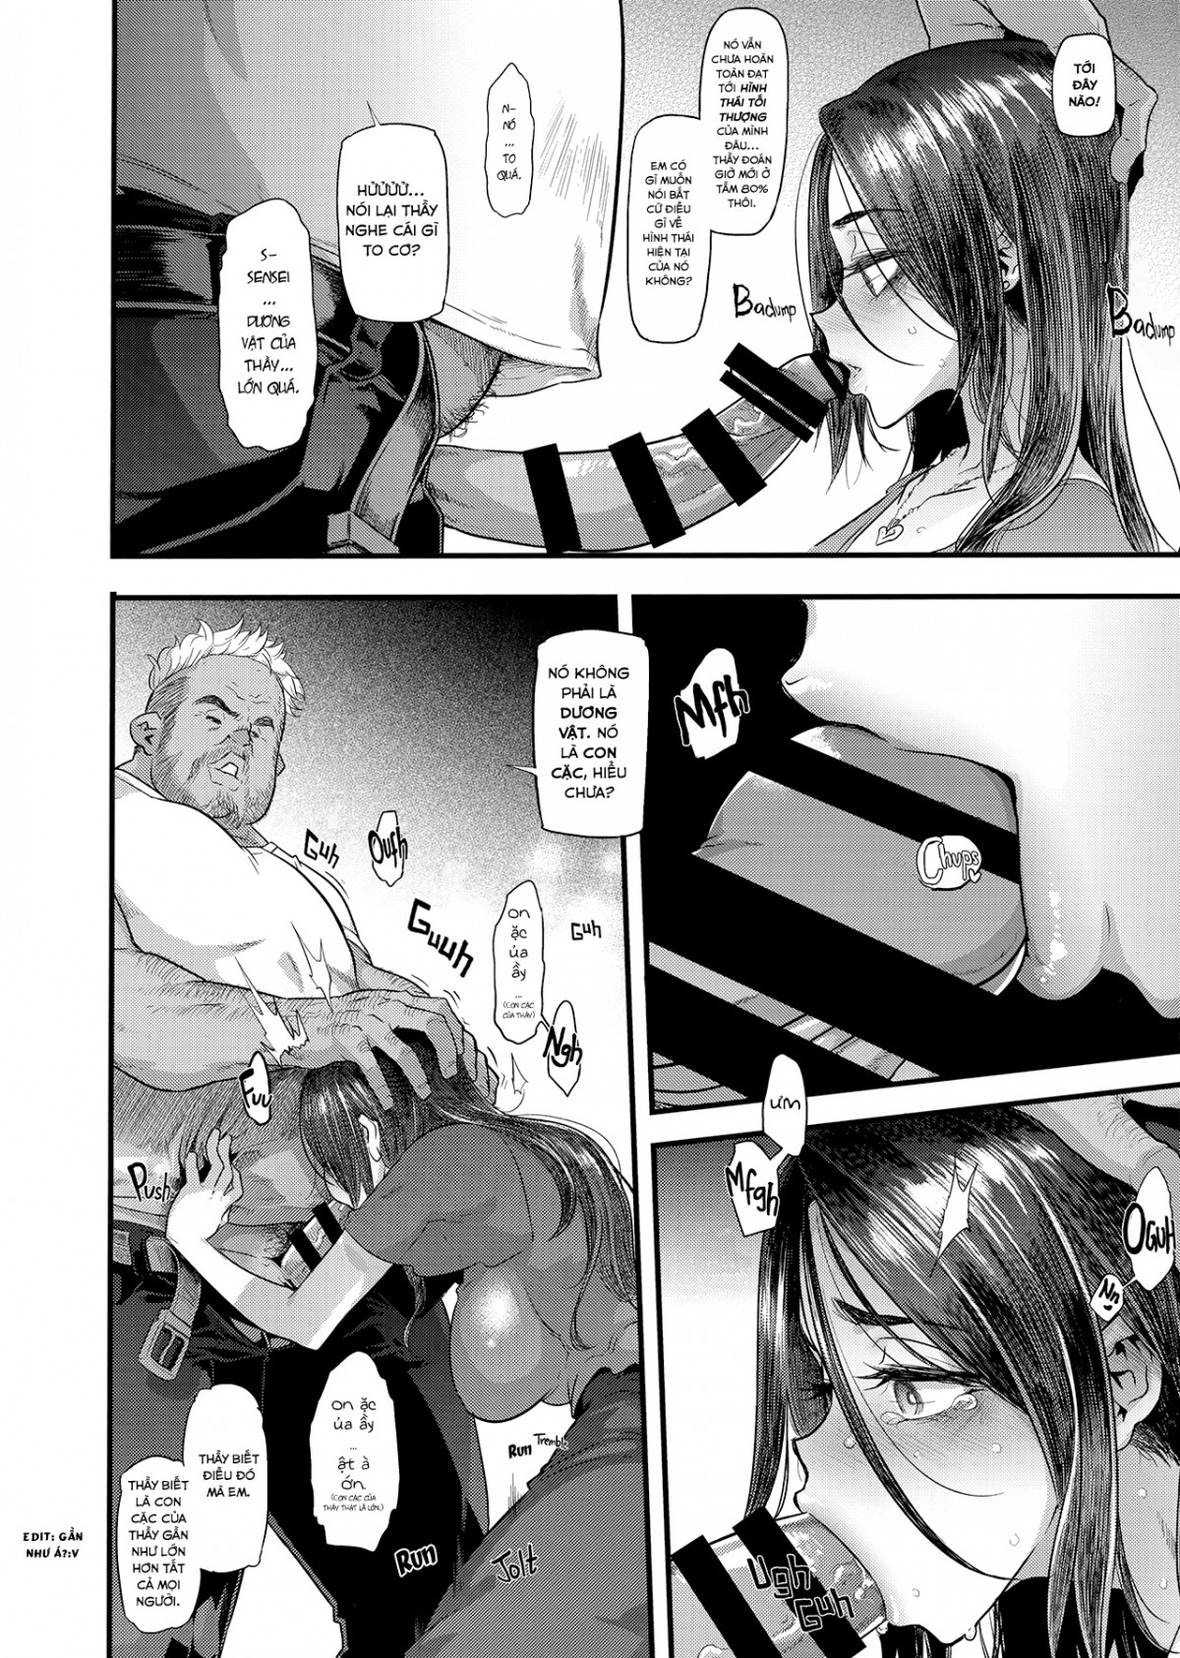 TỚI
ĐÂY
NÀO!
NÓ VẪN
CHƯA HOÀN
TOÀN ĐẠT
TỚI HÌNH
THÁI TỐI
THƯỢNG
CỦA MÌNH
ĐÂU...
THẦY ĐOÁN
GIỜ MỚI Ở
TẦM 80%
THÔI.
EM CÓ
GÌ MUỐN
NÓI BẤT
CỨ ĐIỀU
GÌ VỀ
HÌNH THÁI
HIỆN TẠI
CỦA NÓ
KHÔNG?
Badump
Badump
N-
NÓ
...
TO
QUÁ.
HỬỬỬỬ...
NÓI LẠI THẦY
NGHE CÁI GÌ
TO CƠ?
S-
SENSEI
...
DƯƠNG
VẬT CỦA
THẦY...
LỚN QUÁ.
Mfh
Chups
NÓ KHÔNG
PHẢI LÀ
DƯƠNG
VẬT. NÓ
LÀ CON
CẶC, HIỂU
CHƯA?
Guh
Oufh
Guuh
Guh
on
ặc
ủa
ầy
...
(CON CẶC
CỦA THẦY)
Ngh
Fuu
Push
on ặc
ủa ầy
...
ật à
ớn
(CON CẶC CỦA
THẦY THẬT LÀ LỚN.)
Run
Tremble
Run
Jolt
THẦY BIẾT
ĐIỀU ĐÓ
MÀ EM.
THẦY BIẾT
LÀ CON
CẶC CỦA
THẦY GẦN
NHƯ LỚN
HƠN TẤT
CẢ MỌI
NGƯỜI.
EDIT: GẦN
NHƯ Á?:V
ưm
Mfgh
Oguh
Nn
Ugh
Guh